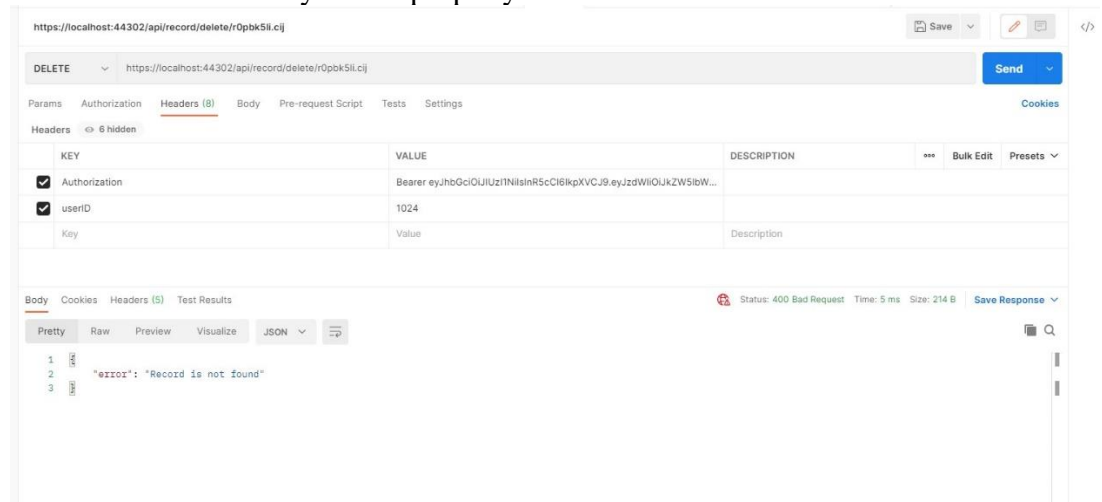 https://localhost:44302/api/record/delete/r0pbk5li.cij Save
DELETE https://localhost:44302/api/record/delete/r0pbk5li.cij Send
Params Authorization Headers (8) Body Pre-request Script Tests Settings Cookies
Headers 6 hidden
KEY VALUE DESCRIPTION ooo Bulk Edit Presets
Authorization Bearer eyJhbGciOiJIUzI1NiIsInR5cCI6IkpXVCJ9.eyJzdWIiOiJkZW5lbW...
userID 1024
Key Value Description
Body Cookies Headers (5) Test Results Status: 400 Bad Request Time: 5 ms Size: 214 B Save Response
Pretty Raw Preview Visualize JSON
1 {
2 "error": "Record is not found"
3 }